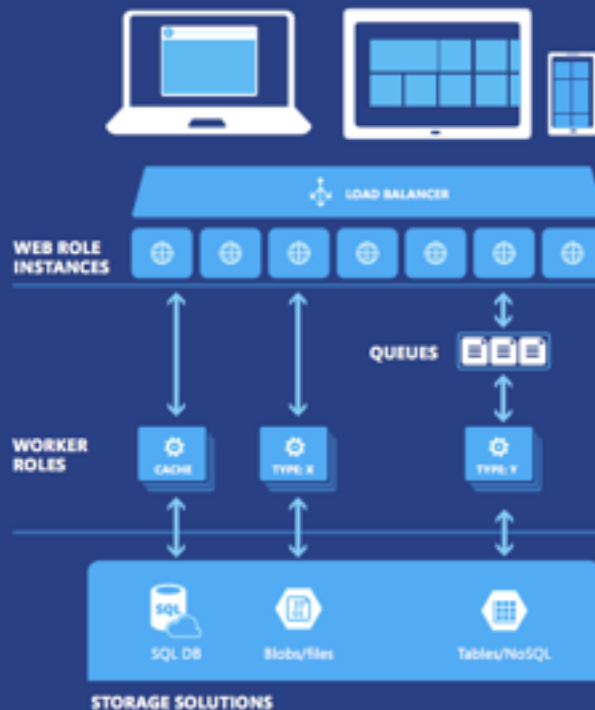 LOAD BALANCER
WEB ROLE
INSTANCES
QUEUES
WORKER
ROLES
CACHE
TYPE: X
TYPE: Y
SQL
SQL DB
Blobs/files
Tables/NoSQL
STORAGE SOLUTIONS